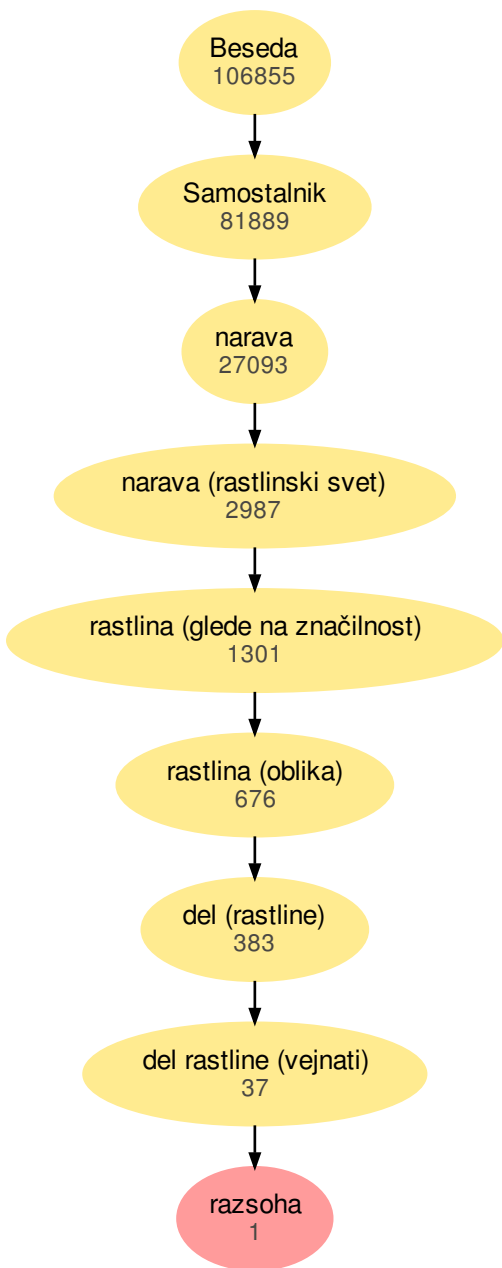 Beseda
106855
Samostalnik
81889
narava
27093
narava (rastlinski svet)
2987
rastlina (glede na značilnost)
1301
rastlina (oblika)
676
del (rastline)
383
del rastline (vejnati)
37
razsoha
1